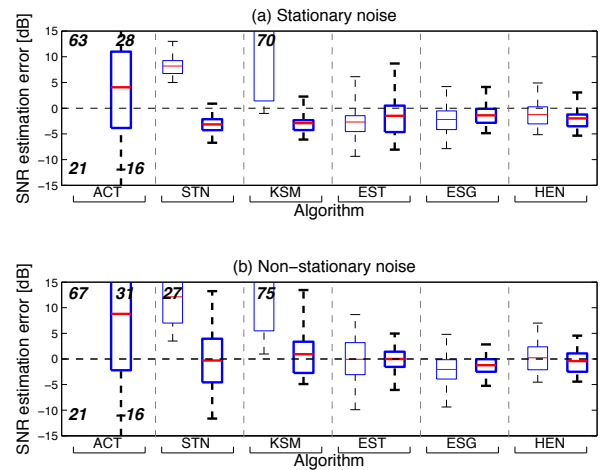 (a) Stationary noise
SNR estimation error [dB]
15
10
5
0
−5
−10
−15
63 28 70
21 −16
ACT STN KSM EST ESG HEN
Algorithm
(b) Non−stationary noise
SNR estimation error [dB]
15
10
5
0
−5
−10
−15
67 31 27 75
21 −16
ACT STN KSM EST ESG HEN
Algorithm